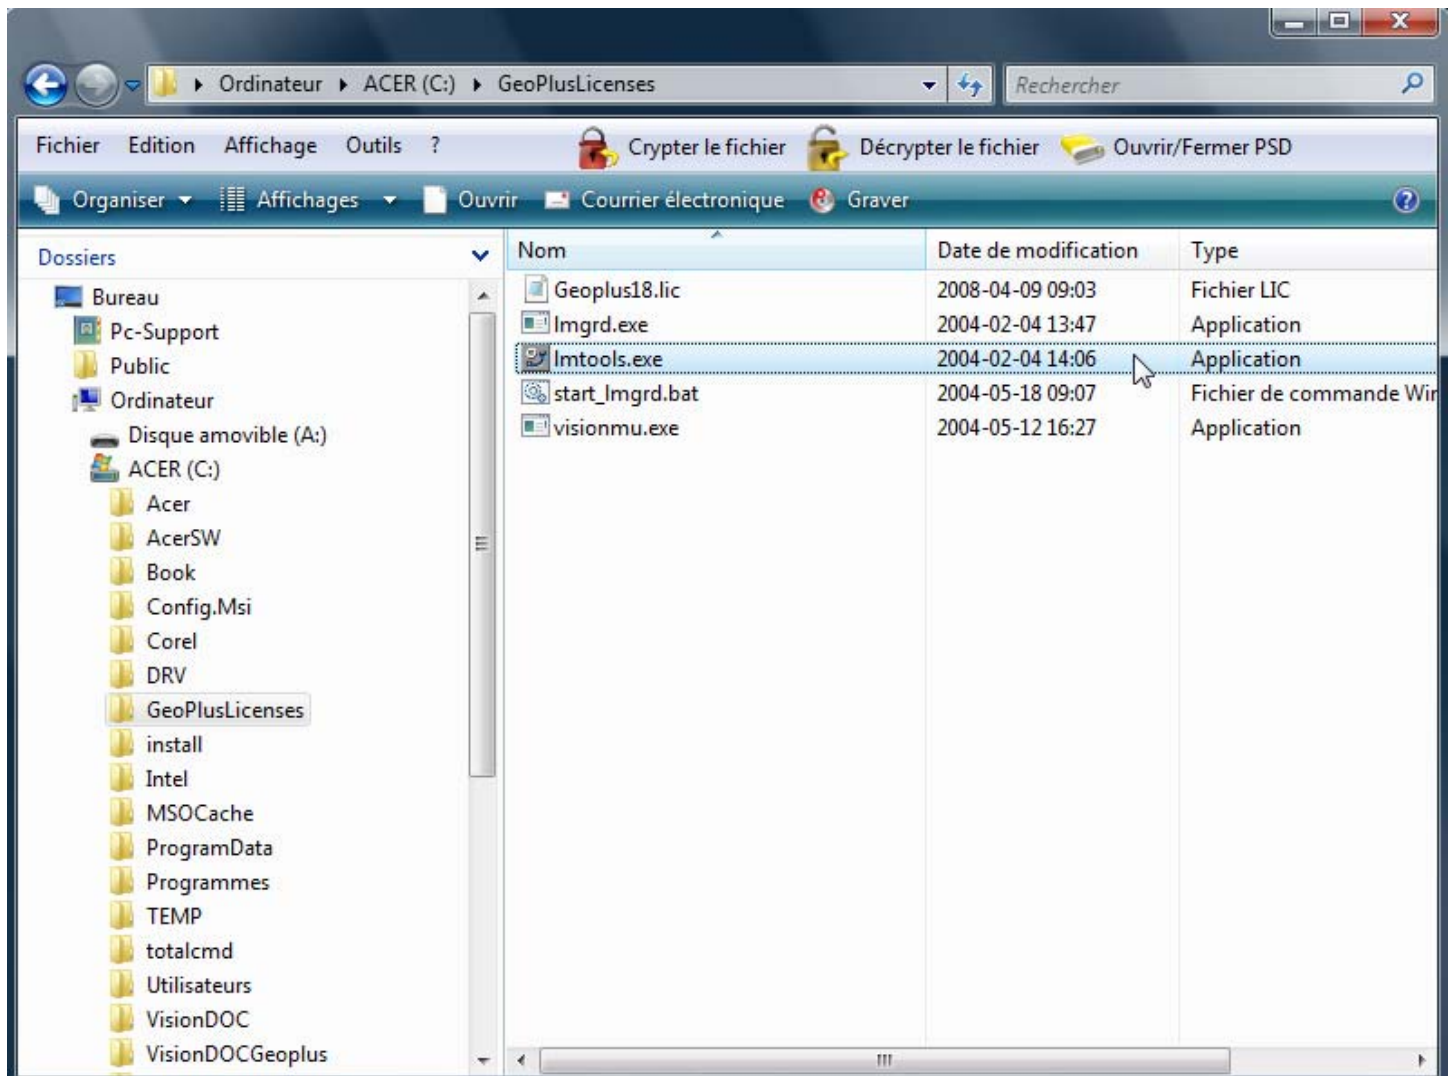 Ordinateur ACER (C:) GeoPlusLicenses Rechercher
Fichier Edition Affichage Outils ? Crypter le fichier Décrypter le fichier Ouvrir/Fermer PSD
Organiser Affichages Ouvrir Courrier électronique Graver
Dossiers
Bureau
Pc-Support
Public
Ordinateur
Disque amovible (A:)
ACER (C:)
Acer
AcerSW
Book
Config.Msi
Corel
DRV
GeoPlusLicenses
install
Intel
MSOCache
ProgramData
Programmes
TEMP
totalcmd
Utilisateurs
VisionDOC
VisionDOCGeoplus
Nom Date de modification Type
Geoplus18.lic 2008-04-09 09:03 Fichier LIC
lmgrd.exe 2004-02-04 13:47 Application
lmtools.exe 2004-02-04 14:06 Application
start_lmgrd.bat 2004-05-18 09:07 Fichier de commande Wir
visionmu.exe 2004-05-12 16:27 Application